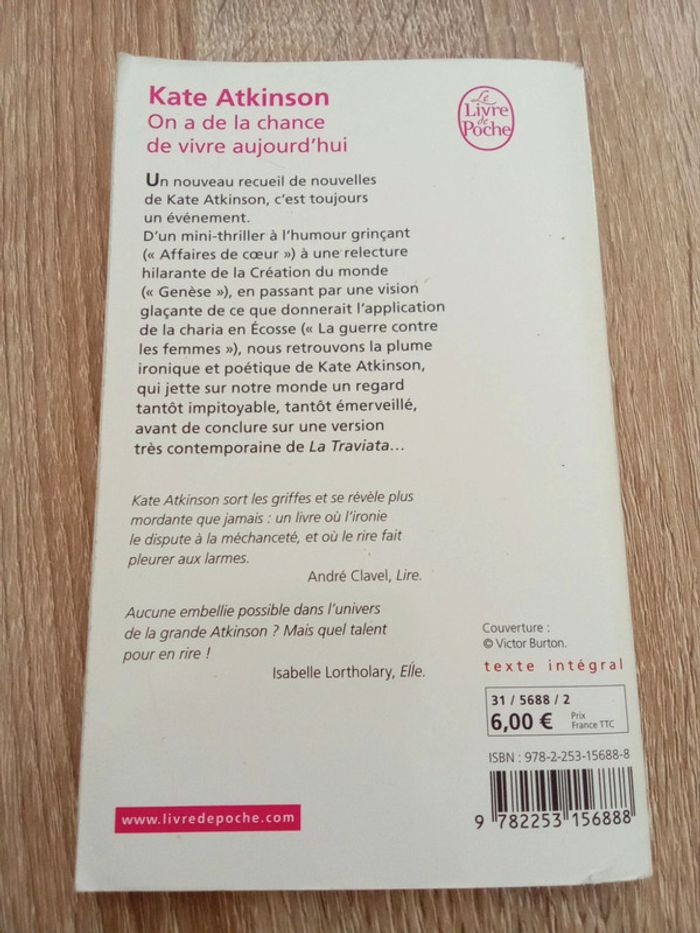 Kate Atkinson
On a de la chance
de vivre aujourd'hui
Le
Livre
de
Poche
Un nouveau recueil de nouvelles
de Kate Atkinson, c'est toujours
un événement.
D'un mini-thriller à l'humour grinçant
(« Affaires de cœur ») à une relecture
hilarante de la Création du monde
(« Genèse »), en passant par une vision
glaçante de ce que donnerait l'application
de la charia en Écosse (« La guerre contre
les femmes »), nous retrouvons la plume
ironique et poétique de Kate Atkinson,
qui jette sur notre monde un regard
tantôt impitoyable, tantôt émerveillé,
avant de conclure sur une version
très contemporaine de La Traviata…
Kate Atkinson sort les griffes et se révèle plus
mordante que jamais : un livre où l'ironie
le dispute à la méchanceté, et où le rire fait
pleurer aux larmes.
André Clavel, Lire.
Aucune embellie possible dans l'univers
de la grande Atkinson ? Mais quel talent
pour en rire !
Isabelle Lortholary, Elle.
Couverture :
© Victor Burton.
texte intégral
31 / 5688 / 2
6,00 € Prix
France TTC
ISBN : 978-2-253-15688-8
9 782253 156888
www.livredepoche.com